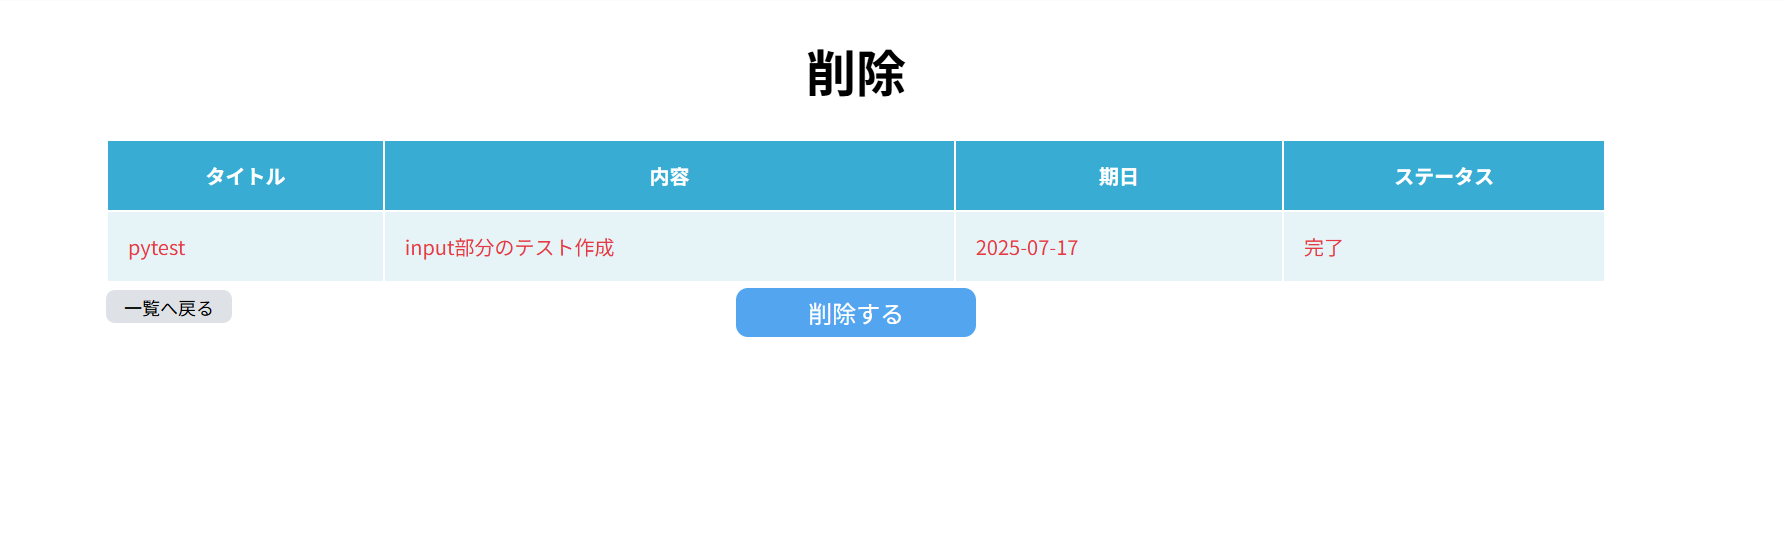 削除
タイトル 内容 期日 ステータス
pytest input部分のテスト作成 2025-07-17 完了
一覧へ戻る 削除する